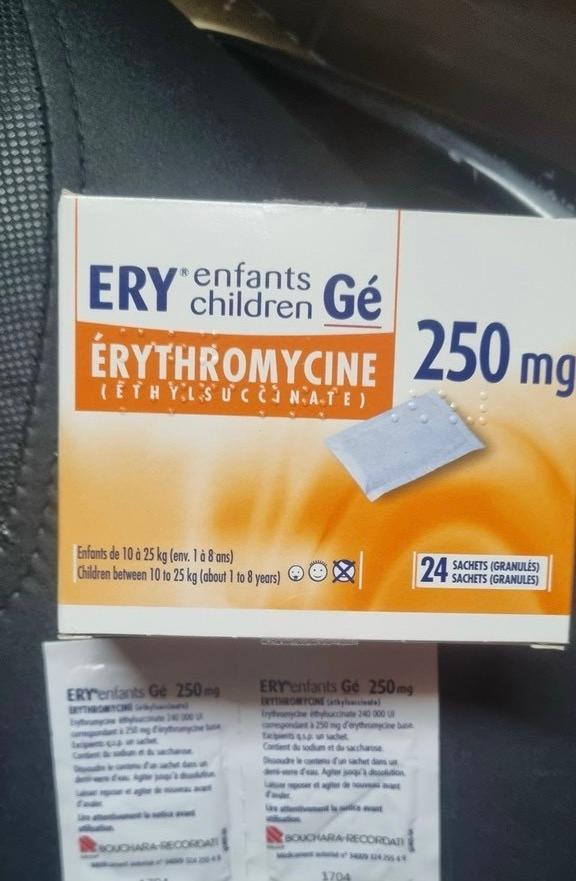 ERY® enfants
children Gé
ÉRYTHROMYCINE
(ÉTHYLSUCCINATE)
250 mg
Enfants de 10 à 25 kg (env. 1 à 8 ans)
Children between 10 to 25 kg (about 1 to 8 years)
24 SACHETS (GRANULÉS)
SACHETS (GRANULES)
ERY®enfants Gé 250 mg
ERYTHROMYCINE (éthylsuccinate)
Erythromycine éthylsuccinate 240 000 UI
correspondant à 250 mg d'érythromycine base.
Excipients q.s.p. un sachet.
Contient du sodium et du saccharose.
Dissoudre le contenu d'un sachet dans un
demi-verre d'eau. Agiter jusqu'à dissolution.
Laisser reposer et agiter de nouveau avant
d'avaler.
Lire attentivement la notice avant
utilisation.
BOUCHARA-RECORDATI
1704
ERY®enfants Gé 250 mg
ERYTHROMYCINE (éthylsuccinate)
Erythromycine éthylsuccinate 240 000 UI
correspondant à 250 mg d'érythromycine base.
Excipients q.s.p. un sachet.
Contient du sodium et du saccharose.
Dissoudre le contenu d'un sachet dans un
demi-verre d'eau. Agiter jusqu'à dissolution.
Laisser reposer et agiter de nouveau avant
d'avaler.
Lire attentivement la notice avant
utilisation.
BOUCHARA-RECORDATI
1704